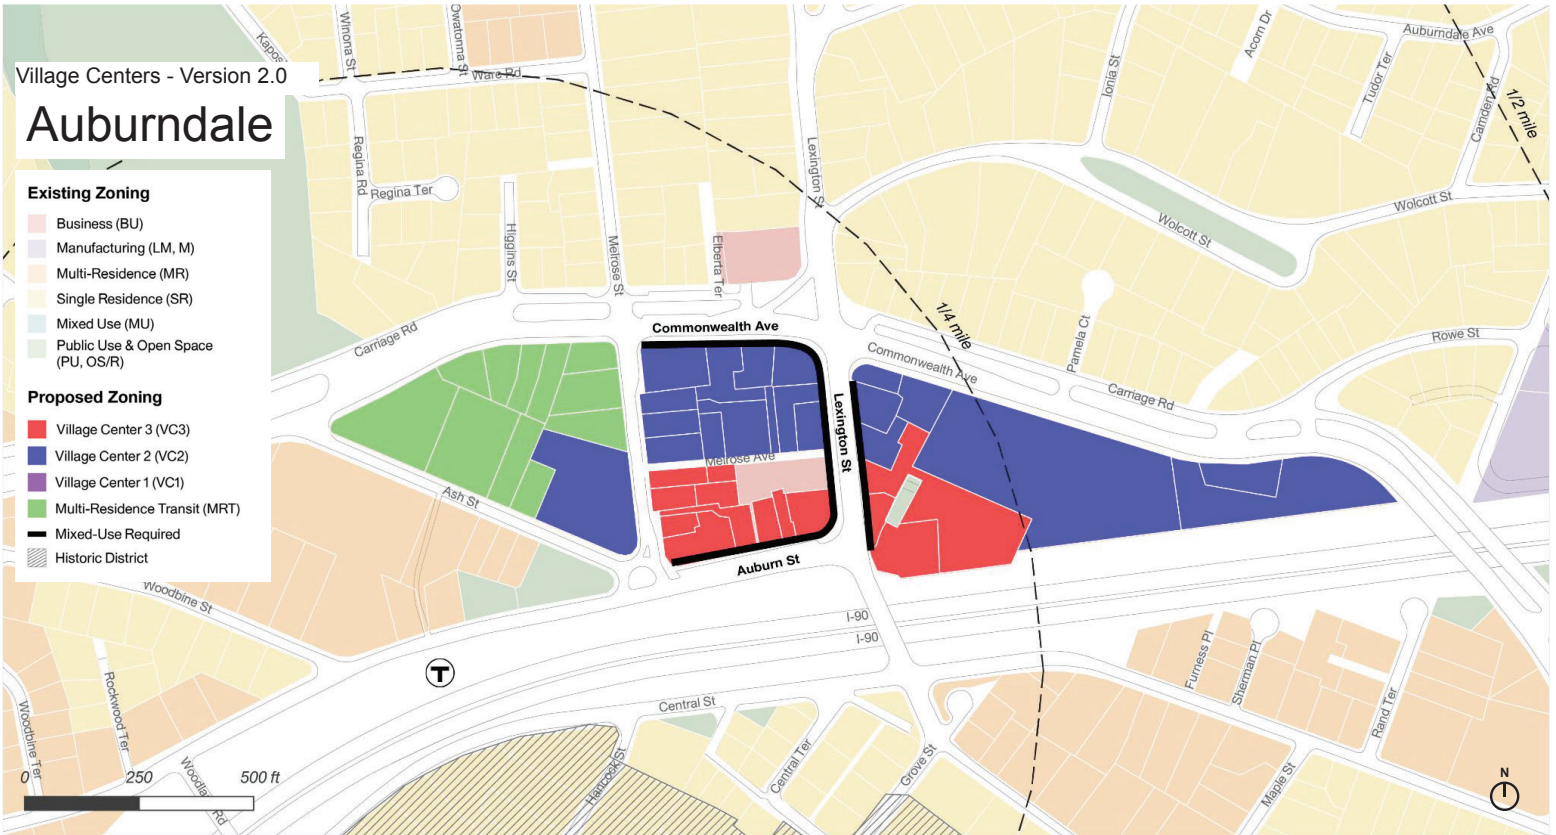 Village Centers - Version 2.0
Auburndale
Existing Zoning
Business (BU)
Manufacturing (LM, M)
Multi-Residence (MR)
Single Residence (SR)
Mixed Use (MU)
Public Use & Open Space
(PU, OS/R)
Proposed Zoning
Village Center 3 (VC3)
Village Center 2 (VC2)
Village Center 1 (VC1)
Multi-Residence Transit (MRT)
Mixed-Use Required
Historic District
Winona St
Owatonna St
Ware Rd
Regina Rd
Regina Ter
Higgins St
Melrose St
Elberta Ter
Lexington St
Ionia St
Acorn Dr
Tudor Ter
Auburndale Ave
Camden Rd
1/2 mile
Wolcott St
Wolcott St
Carriage Rd
Commonwealth Ave
1/4 mile
Commonwealth Ave
Pamela Ct
Carriage Rd
Rowe St
Lexington St
Melrose Ave
Ash St
Auburn St
I-90
I-90
Woodbine St
Rockwood Ter
Woodbine Ter
T
Central St
Hancock St
Central Ter
Grove St
Furness Pl
Sherman Pl
Rand Ter
Maple St
0 250 500 ft
N